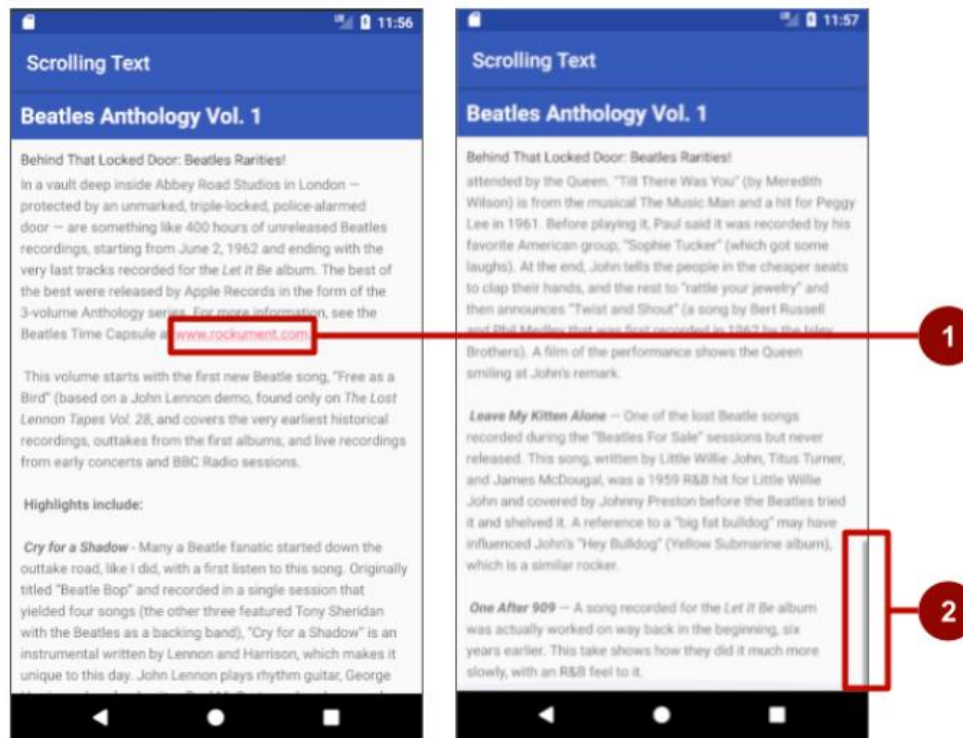 11:56
Scrolling Text
Beatles Anthology Vol. 1
Behind That Locked Door: Beatles Rarities!
In a vault deep inside Abbey Road Studios in London —
protected by an unmarked, triple-locked, police-alarmed
door — are something like 400 hours of unreleased Beatles
recordings, starting from June 2, 1962 and ending with the
very last tracks recorded for the Let It Be album. The best of
the best were released by Apple Records in the form of the
3-volume Anthology series. For more information, see the
Beatles Time Capsule a www.rockument.com
This volume starts with the first new Beatle song, "Free as a
Bird" (based on a John Lennon demo, found only on The Lost
Lennon Tapes Vol. 28, and covers the very earliest historical
recordings, outtakes from the first albums, and live recordings
from early concerts and BBC Radio sessions.
Highlights include:
Cry for a Shadow - Many a Beatle fanatic started down the
outtake road, like I did, with a first listen to this song. Originally
titled "Beatle Bop" and recorded in a single session that
yielded four songs (the other three featured Tony Sheridan
with the Beatles as a backing band), "Cry for a Shadow" is an
instrumental written by Lennon and Harrison, which makes it
unique to this day. John Lennon plays rhythm guitar, George
11:57
Scrolling Text
Beatles Anthology Vol. 1
Behind That Locked Door: Beatles Rarities!
attended by the Queen. "Till There Was You" (by Meredith
Wilson) is from the musical The Music Man and a hit for Peggy
Lee in 1961. Before playing it, Paul said it was recorded by his
favorite American group, "Sophie Tucker" (which got some
laughs). At the end, John tells the people in the cheaper seats
to clap their hands, and the rest to "rattle your jewelry" and
then announces "Twist and Shout" (a song by Bert Russell
and Phil Medley that was first recorded in 1962 by the Isley
Brothers). A film of the performance shows the Queen
smiling at John's remark.
Leave My Kitten Alone — One of the lost Beatle songs
recorded during the "Beatles For Sale" sessions but never
released. This song, written by Little Willie John, Titus Turner,
and James McDougal, was a 1959 R&B hit for Little Willie
John and covered by Johnny Preston before the Beatles tried
it and shelved it. A reference to a "big fat bulldog" may have
influenced John's "Hey Bulldog" (Yellow Submarine album),
which is a similar rocker.
One After 909 — A song recorded for the Let It Be album
was actually worked on way back in the beginning, six
years earlier. This take shows how they did it much more
slowly, with an R&B feel to it.
1
2